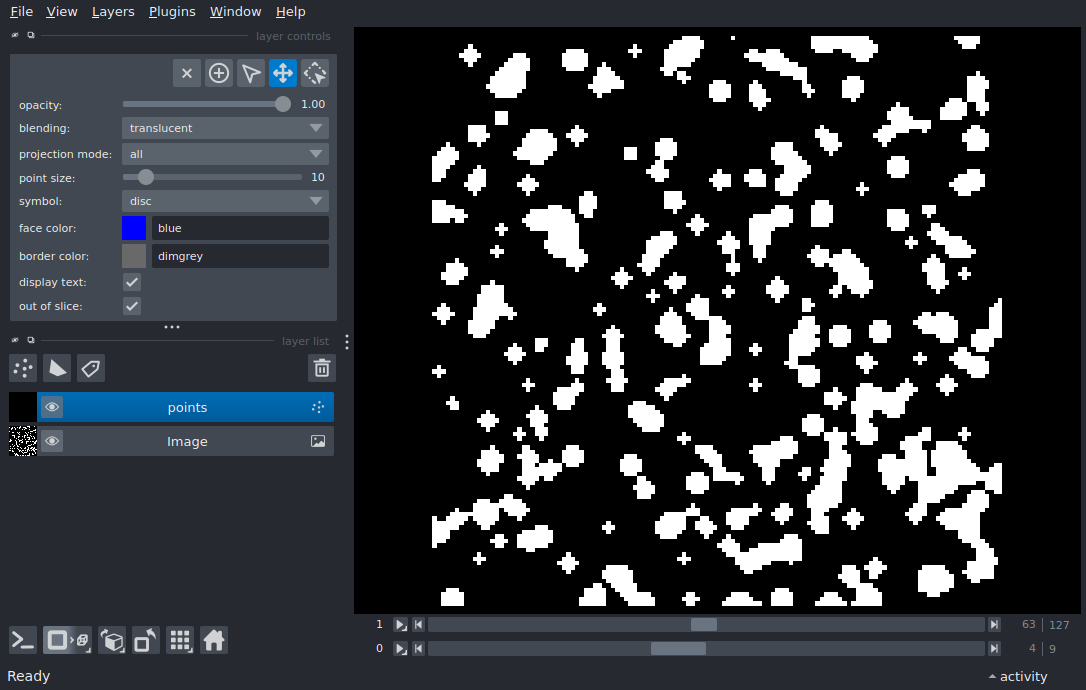 File View Layers Plugins Window Help
layer controls
opacity: 1.00
blending: translucent
projection mode: all
point size: 10
symbol: disc
face color: blue
border color: dimgrey
display text:
out of slice:
layer list
points
Image
1 63 127
0 4 9
Ready activity